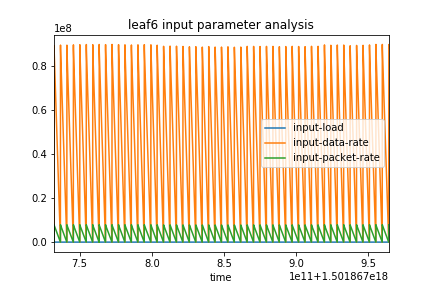 leaf6 input parameter analysis
1e8
0.8
0.6
0.4
0.2
0.0
input-load
input-data-rate
input-packet-rate
7.5 8.0 8.5 9.0 9.5
time
1e11+1.501867e18